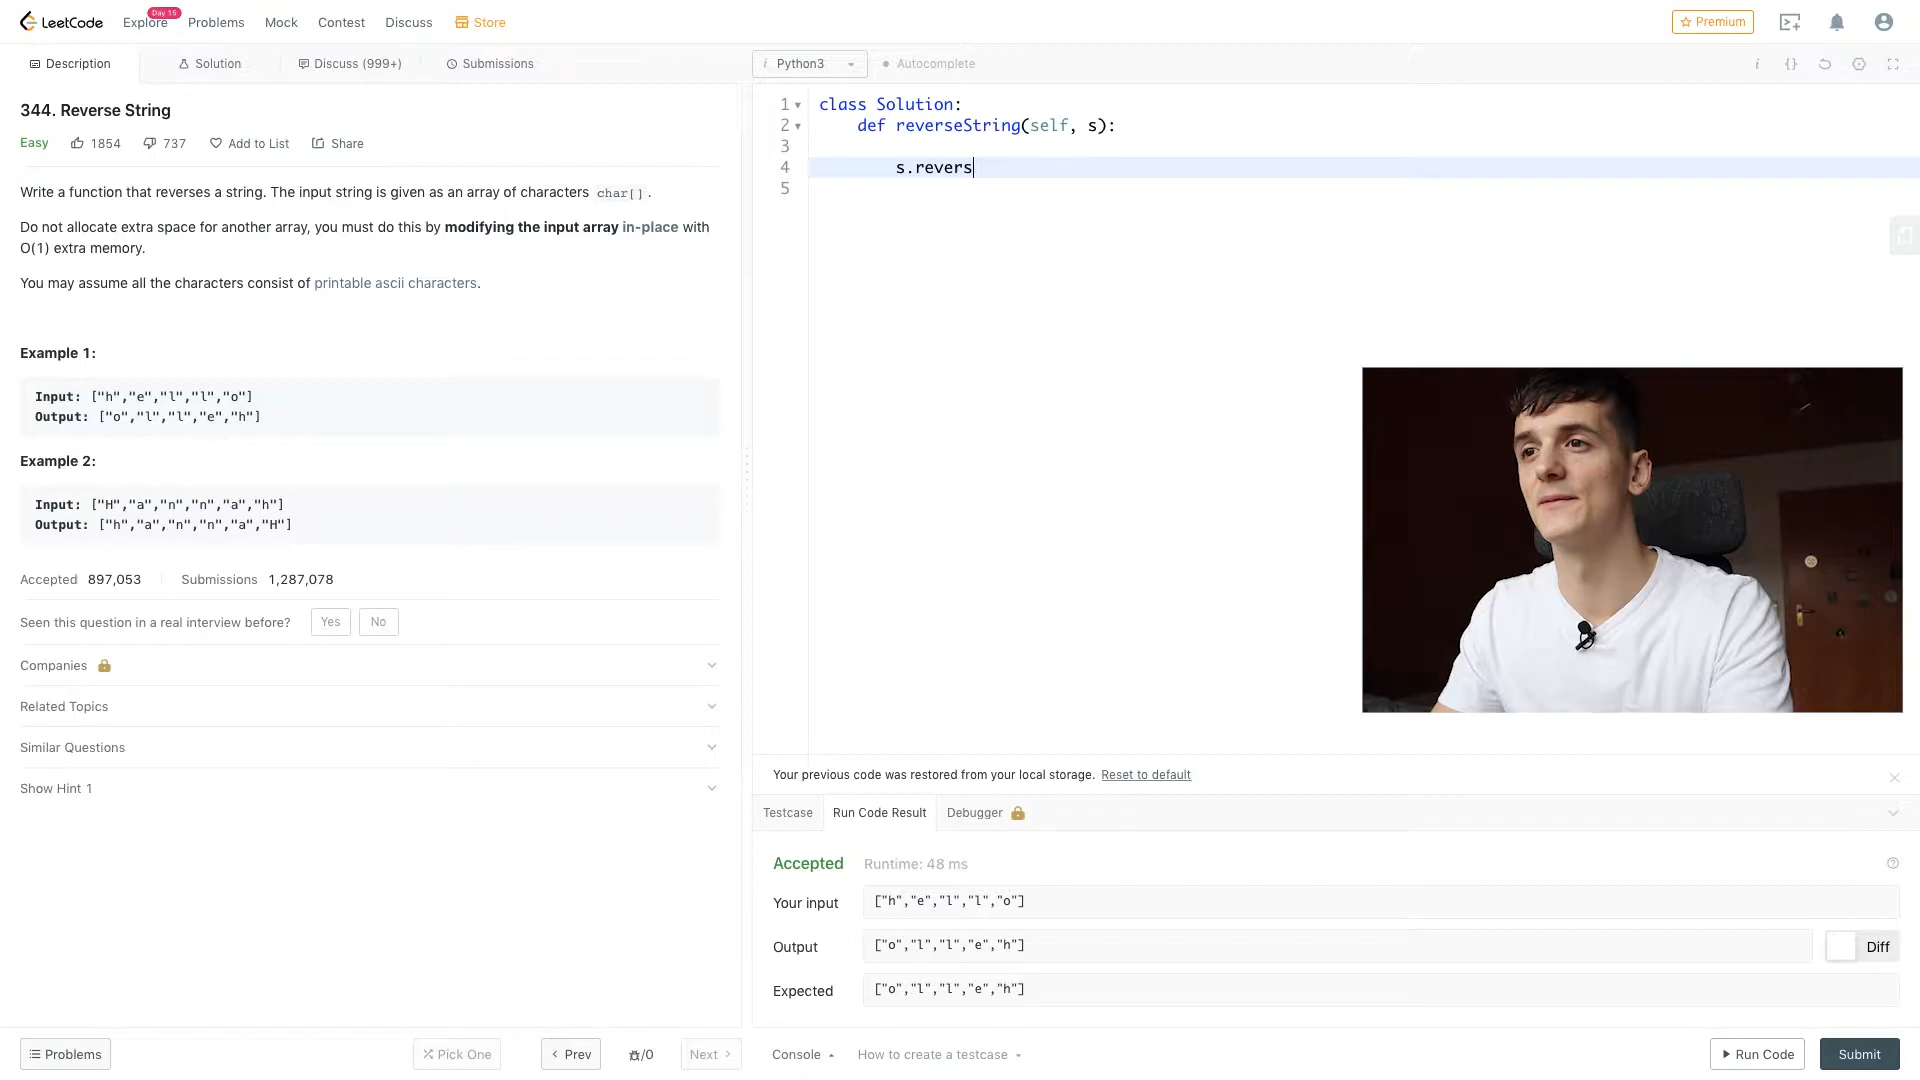 LeetCode Explore Day 15 Problems Mock Contest Discuss Store Premium
Description Solution Discuss (999+) Submissions
i Python3 Autocomplete
344. Reverse String
Easy 1854 737 Add to List Share
Write a function that reverses a string. The input string is given as an array of characters char[] .
Do not allocate extra space for another array, you must do this by modifying the input array in-place with
O(1) extra memory.
You may assume all the characters consist of printable ascii characters.
Example 1:
Input: ["h","e","l","l","o"]
Output: ["o","l","l","e","h"]
Example 2:
Input: ["H","a","n","n","a","h"]
Output: ["h","a","n","n","a","H"]
Accepted 897,053 Submissions 1,287,078
Seen this question in a real interview before? Yes No
Companies
Related Topics
Similar Questions
Show Hint 1
Problems Pick One Prev /0 Next
i {}
1 class Solution:
2 def reverseString(self, s):
3
4 s.revers
5
Your previous code was restored from your local storage. Reset to default
Testcase Run Code Result Debugger
Accepted Runtime: 48 ms
Your input ["h","e","l","l","o"]
Output ["o","l","l","e","h"] Diff
Expected ["o","l","l","e","h"]
Console How to create a testcase Run Code Submit